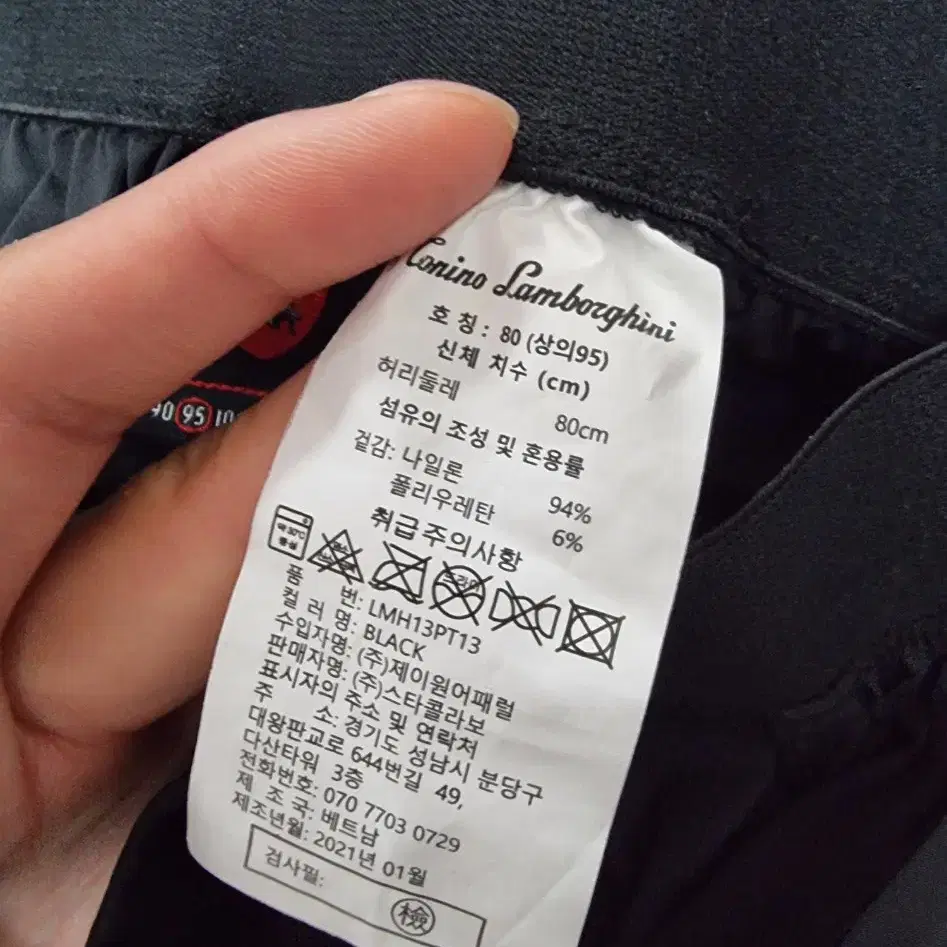 Tonino Lamborghini
호 칭 : 80 (상의95)
신체 치수 (cm)
허리둘레 80cm
섬유의 조성 및 혼용률
겉감: 나일론 94%
폴리우레탄 6%
취급 주의사항
약 30℃
중성
품 번: LMH13PT13
컬 러 명: BLACK
수입자명: (주)제이원어패럴
판매자명: (주)스타콜라보
표시자의 주소 및 연락처
주 소: 경기도 성남시 분당구
대왕판교로 644번길 49,
다산타워 3층
전화번호: 070 7703 0729
제 조 국: 베트남
제조년월: 2021년 01월
검사필:
檢
95